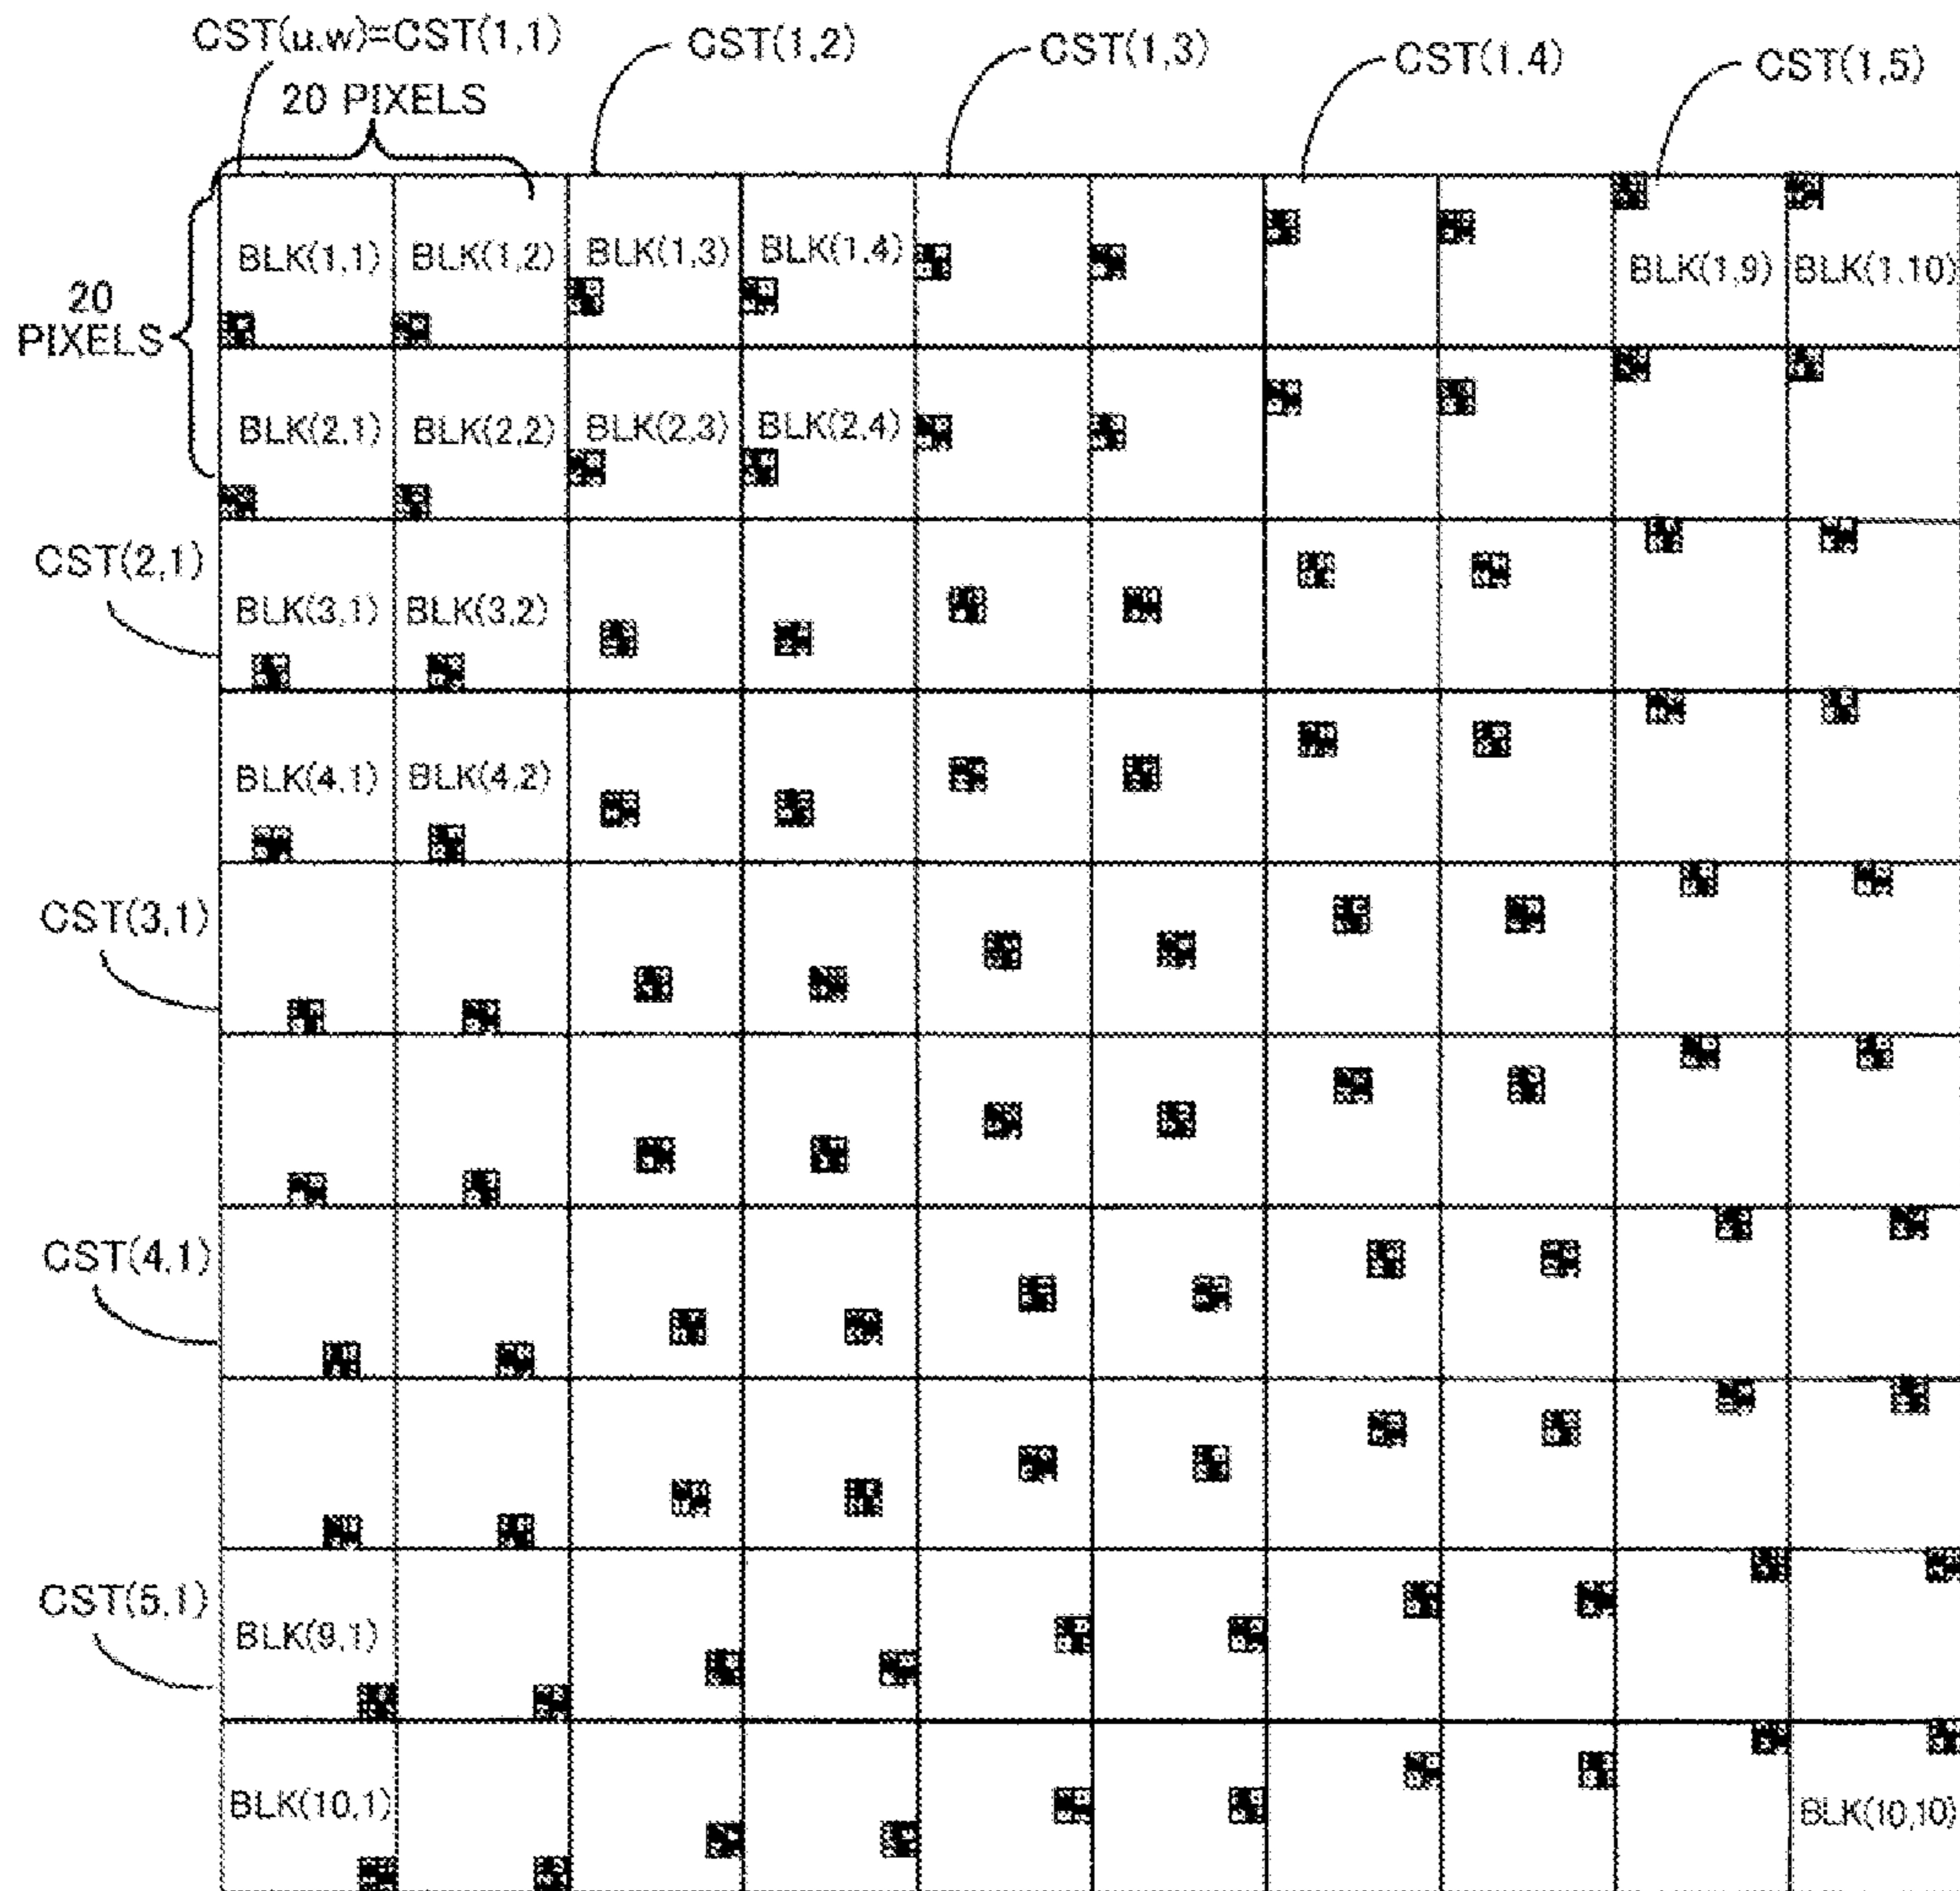 CST(u.w)=CST(1,1)
CST(1,2)
CST(1,3)
CST(1.4)
CST(1,5)
20 PIXELS
20
PIXELS
BLK(1,1)
BLK(1,2)
BLK(1,3)
BLK(1,4)
BLK(1,9)
BLK(1.10)
BLK(2,1)
BLK(2,2)
BLK(2,3)
BLK(2,4)
CST(2,1)
BLK(3,1)
BLK(3,2)
BLK(4,1)
BLK(4,2)
CST(3,1)
CST(4,1)
CST(5,1)
BLK(9,1)
BLK(10,1)
BLK(10,10)